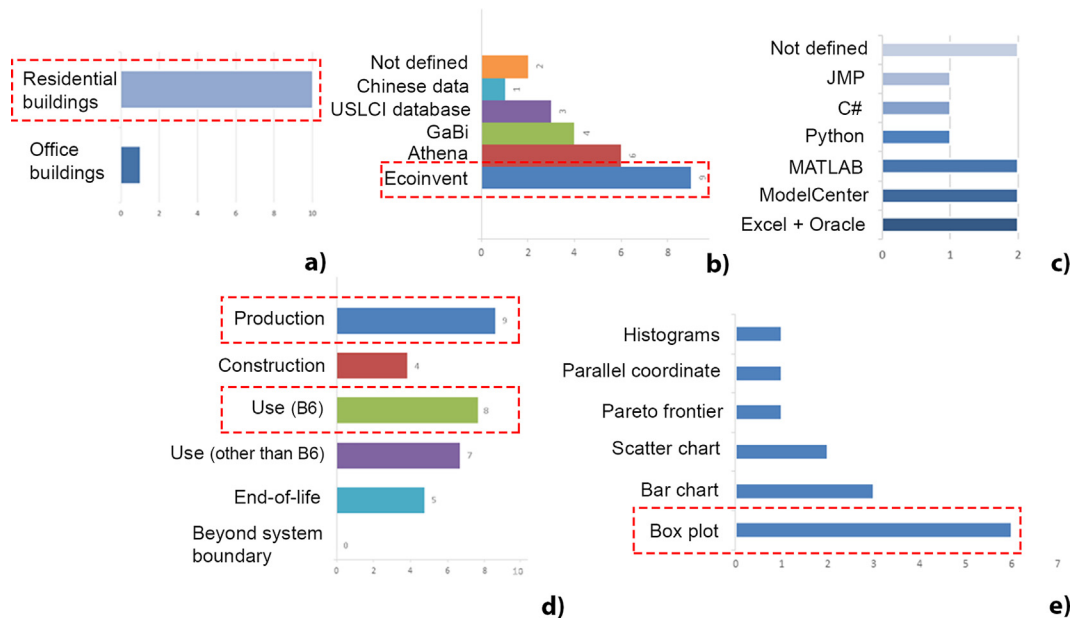 Residential
buildings
Office
buildings
0 2 4 6 8 10
a)
Not defined 2
Chinese data 1
USLCI database 3
GaBi 4
Athena 6
Ecoinvent 9
0 2 4 6 8
b)
Not defined
JMP
C#
Python
MATLAB
ModelCenter
Excel + Oracle
0 1 2
c)
Production 9
Construction 4
Use (B6) 8
Use (other than B6) 7
End-of-life 5
Beyond system
boundary 0
0 2 4 6 8 10
d)
Histograms
Parallel coordinate
Pareto frontier
Scatter chart
Bar chart
Box plot
0 1 2 3 4 5 6 7
e)